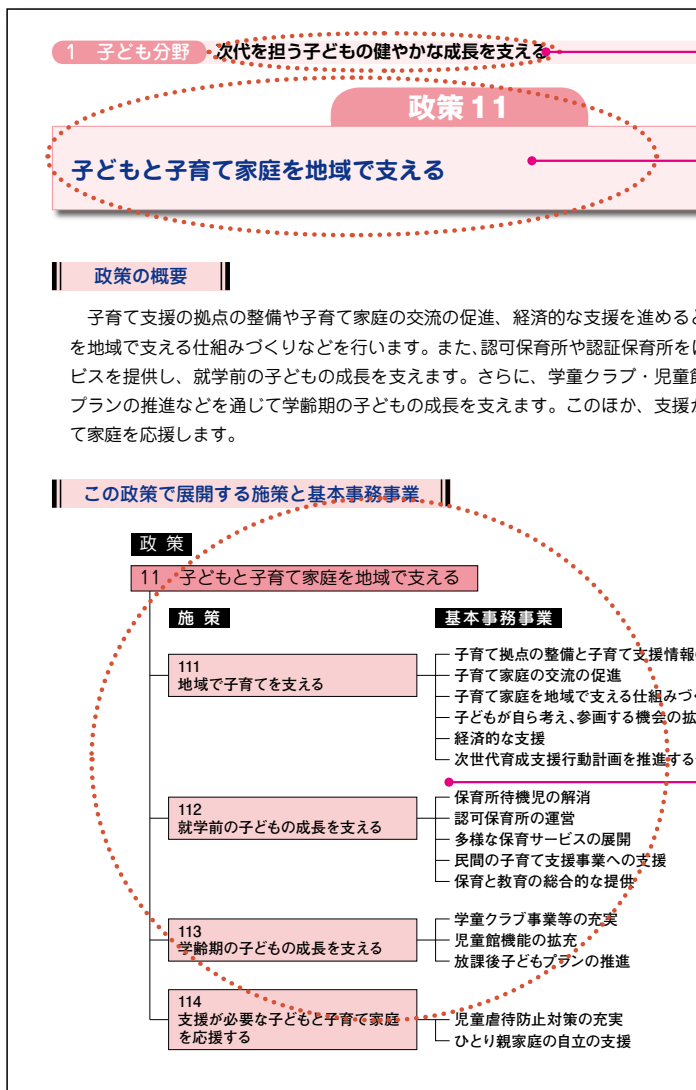 1 子ども分野 次代を担う子どもの健やかな成長を支える
政策 11
子どもと子育て家庭を地域で支える
政策の概要
子育て支援の拠点の整備や子育て家庭の交流の促進、経済的な支援を進めると
を地域で支える仕組みづくりなどを行います。また、認可保育所や認証保育所を
ビスを提供し、就学前の子どもの成長を支えます。さらに、学童クラブ・児童館
プランの推進などを通じて学齢期の子どもの成長を支えます。このほか、支援が
て家庭を応援します。
この政策で展開する施策と基本事務事業
政 策
11 子どもと子育て家庭を地域で支える
施 策
基本事務事業
111
地域で子育てを支える
子育て拠点の整備と子育て支援情報
子育て家庭の交流の促進
子育て家庭を地域で支える仕組みづ
子どもが自ら考え、参画する機会の拡
経済的な支援
次世代育成支援行動計画を推進する
112
就学前の子どもの成長を支える
保育所待機児の解消
認可保育所の運営
多様な保育サービスの展開
民間の子育て支援事業への支援
保育と教育の総合的な提供
113
学齢期の子どもの成長を支える
学童クラブ事業等の充実
児童館機能の拡充
放課後子どもプランの推進
114
支援が必要な子どもと子育て家庭
を応援する
児童虐待防止対策の充実
ひとり親家庭の自立の支援